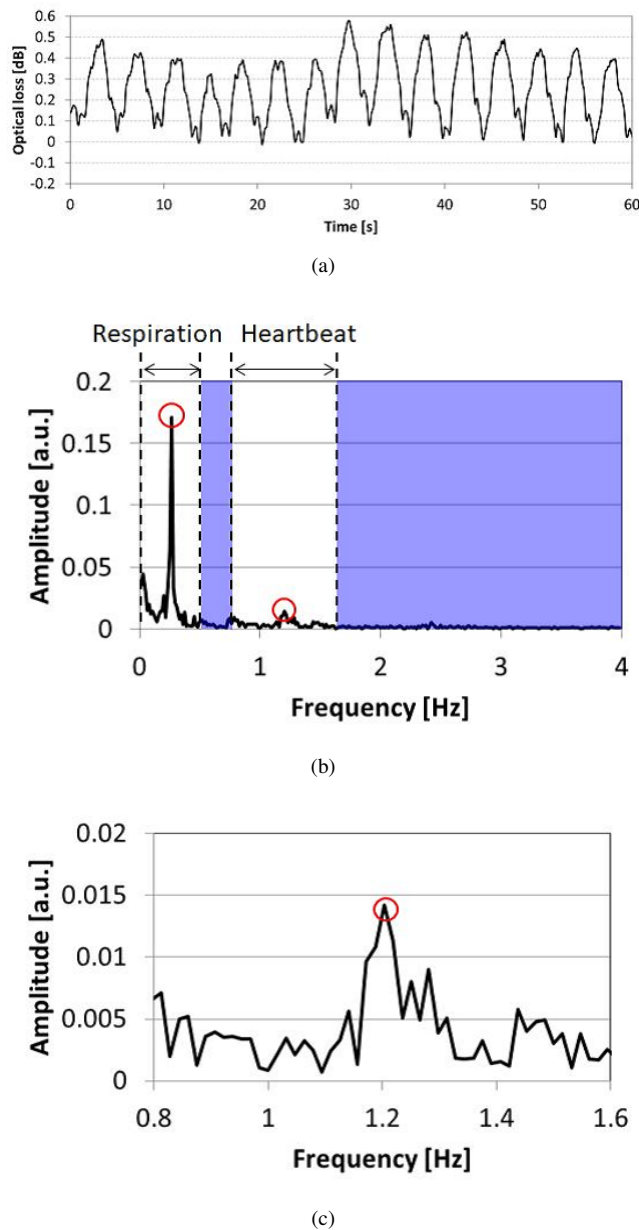 0.6
0.5
0.4
0.3
0.2
0.1
0
-0.1
-0.2
Optical loss [dB]
0 10 20 30 40 50 60
Time [s]
(a)
Respiration Heartbeat
0.2
0.15
0.1
0.05
0
Amplitude [a.u.]
0 1 2 3 4
Frequency [Hz]
(b)
0.02
0.015
0.01
0.005
0
Amplitude [a.u.]
0.8 1 1.2 1.4 1.6
Frequency [Hz]
(c)